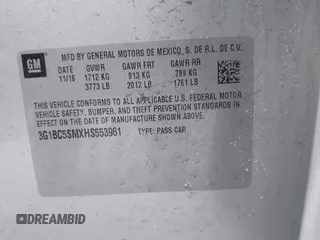 GM
MFD BY GENERAL MOTORS DE MEXICO, S. DE R.L. DE C.V.
DATE GVWR GAWR FRT GAWR RR
11/16 1712 KG 913 KG 799 KG
3773 LB 2012 LB 1761 LB
THIS VEHICLE CONFORMS TO ALL APPLICABLE U.S. FEDERAL MOTOR
VEHICLE SAFETY, BUMPER, AND THEFT PREVENTION STANDARDS IN
EFFECT ON THE DATE OF MANUFACTURE SHOWN ABOVE.
3G1BC5SMXHS553961 TYPE: PASS CAR
DREAMBID